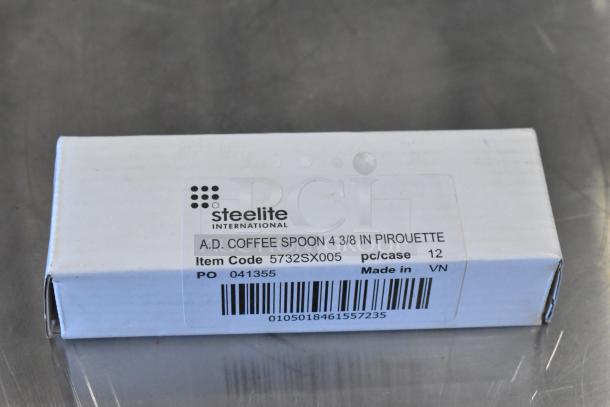 steelite
INTERNATIONAL
A.D. COFFEE SPOON 4 3/8 IN PIROUETTE
Item Code 5732SX005 pc/case 12
PO 041355 Made in VN
0105018461557235